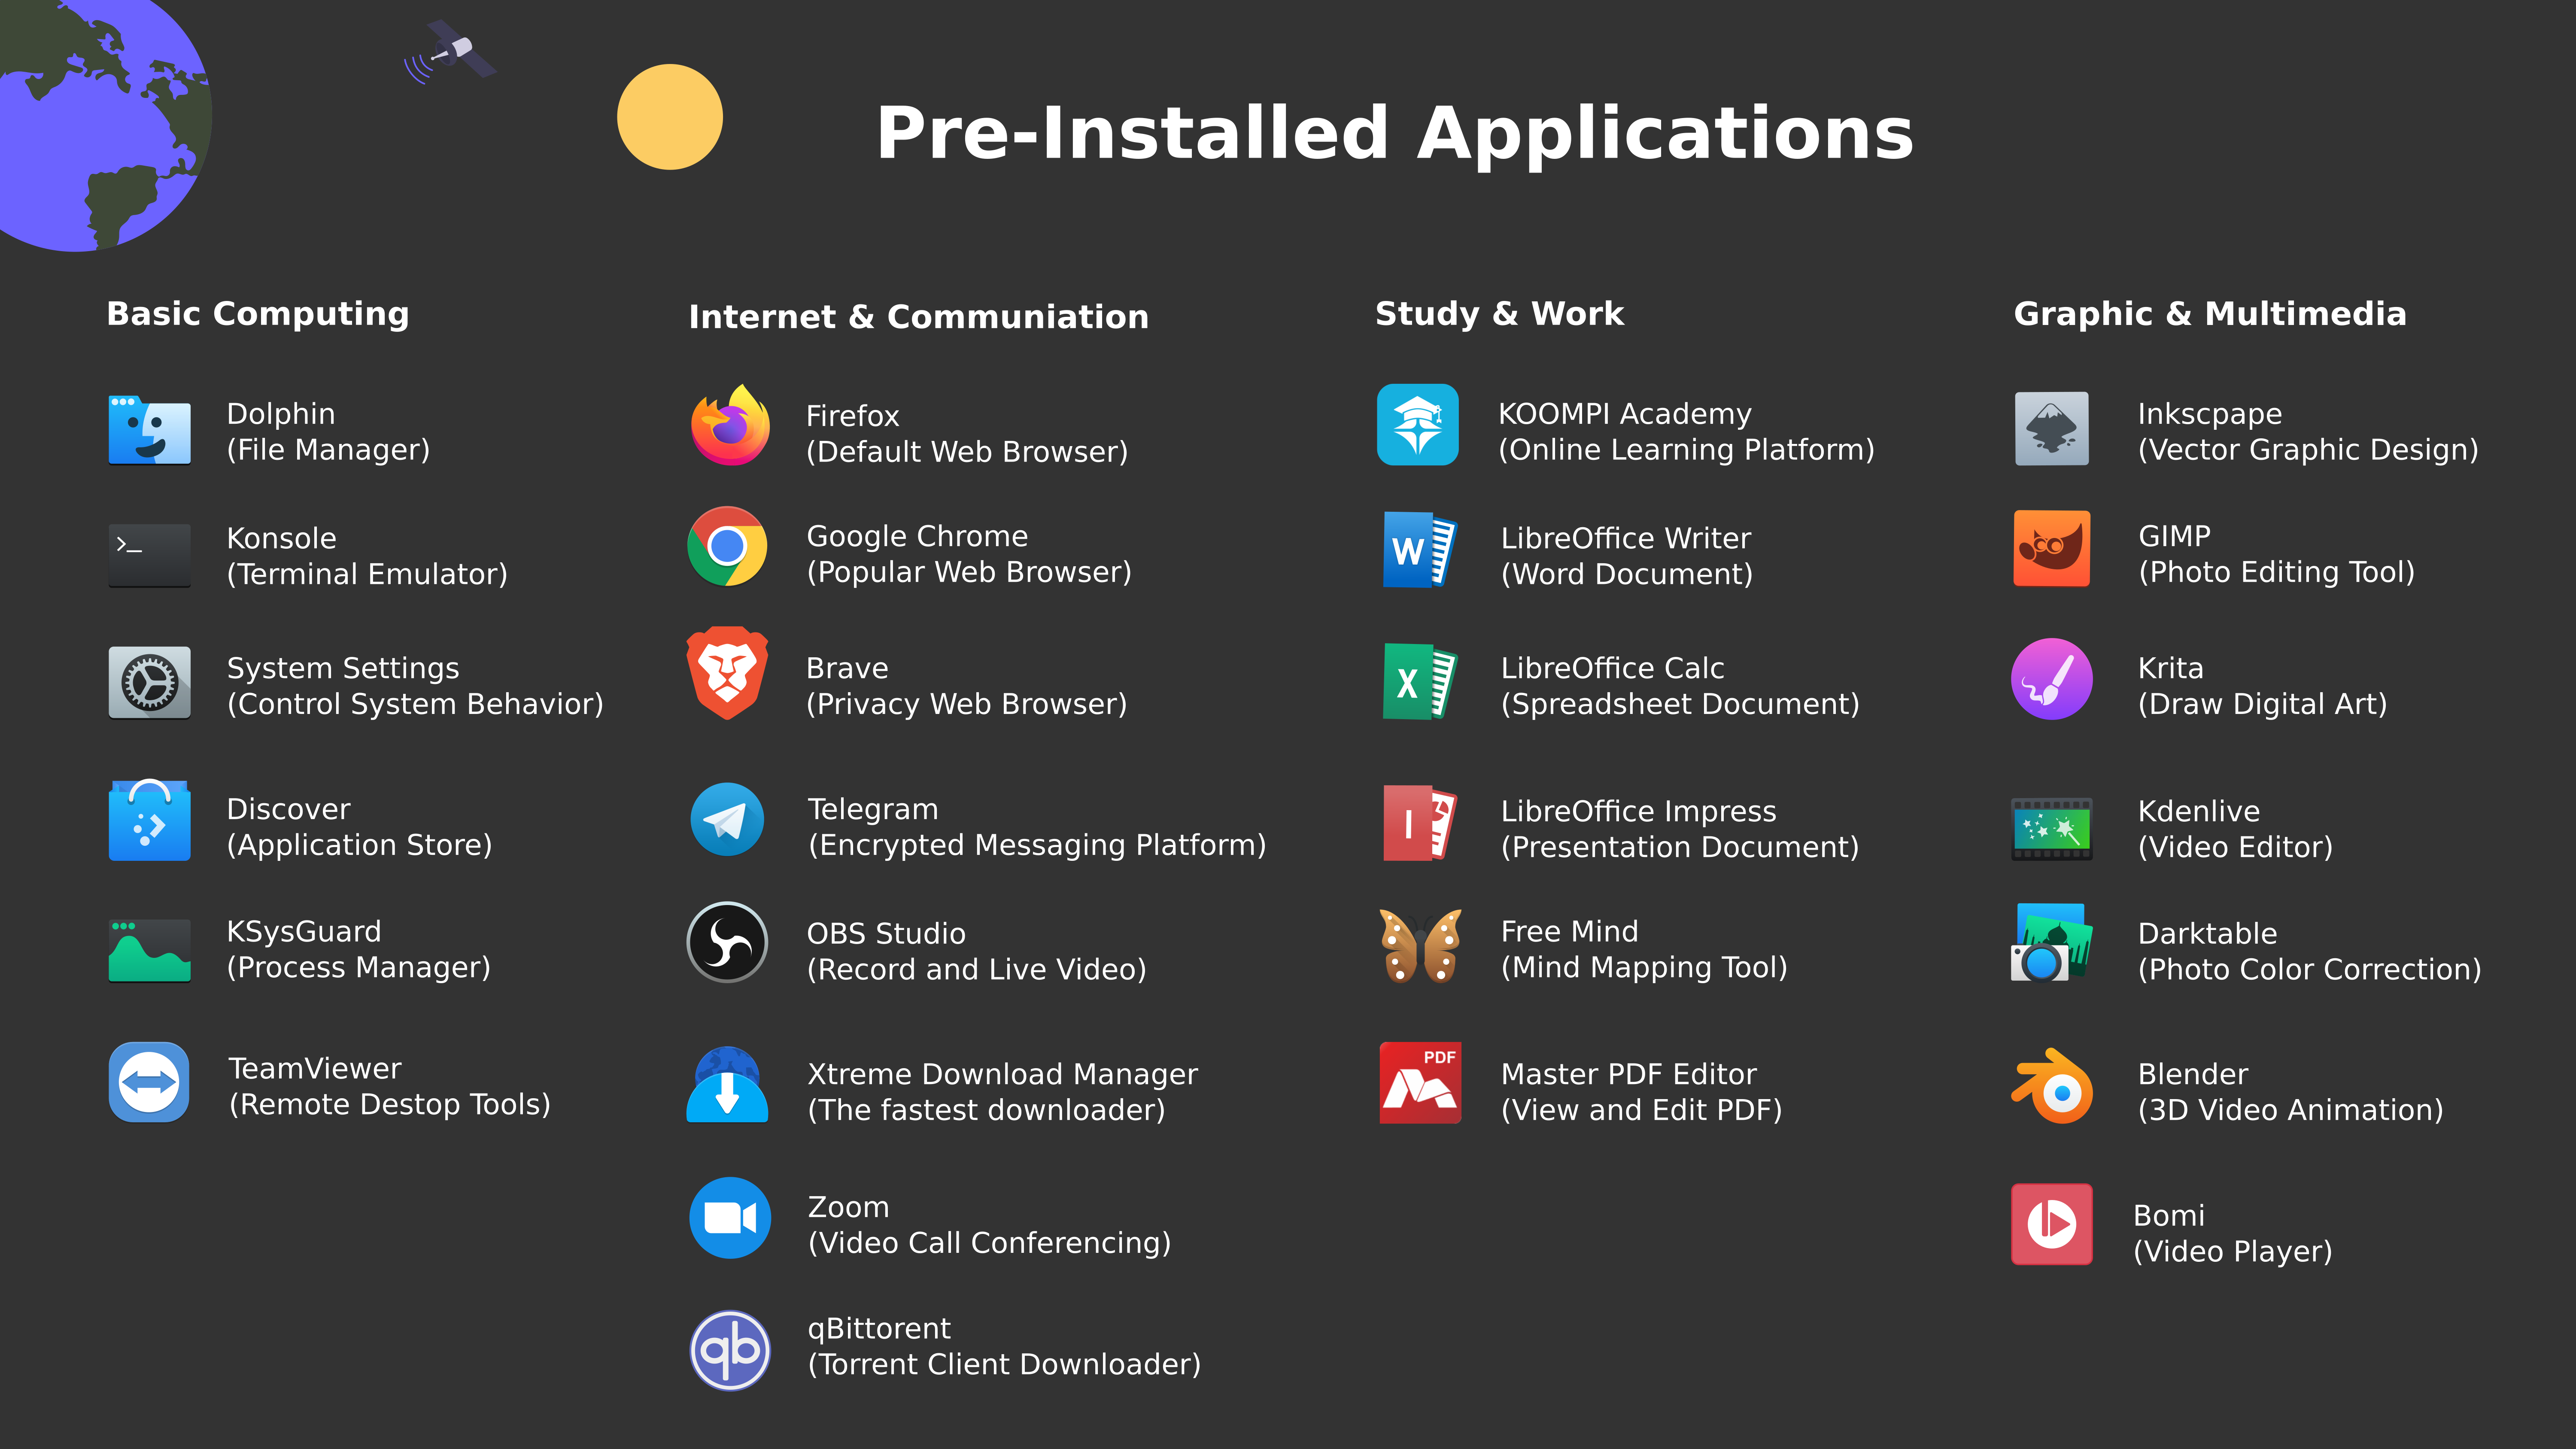 Pre-Installed Applications
Basic Computing
Dolphin
(File Manager)
Konsole
(Terminal Emulator)
System Settings
(Control System Behavior)
Discover
(Application Store)
KSysGuard
(Process Manager)
TeamViewer
(Remote Destop Tools)
Internet & Communiation
Firefox
(Default Web Browser)
Google Chrome
(Popular Web Browser)
Brave
(Privacy Web Browser)
Telegram
(Encrypted Messaging Platform)
OBS Studio
(Record and Live Video)
Xtreme Download Manager
(The fastest downloader)
Zoom
(Video Call Conferencing)
qb
qBittorent
(Torrent Client Downloader)
Study & Work
KOOMPI Academy
(Online Learning Platform)
W
LibreOffice Writer
(Word Document)
X
LibreOffice Calc
(Spreadsheet Document)
I
LibreOffice Impress
(Presentation Document)
Free Mind
(Mind Mapping Tool)
PDF
Master PDF Editor
(View and Edit PDF)
Graphic & Multimedia
Inkscpape
(Vector Graphic Design)
GIMP
(Photo Editing Tool)
Krita
(Draw Digital Art)
Kdenlive
(Video Editor)
Darktable
(Photo Color Correction)
Blender
(3D Video Animation)
Bomi
(Video Player)